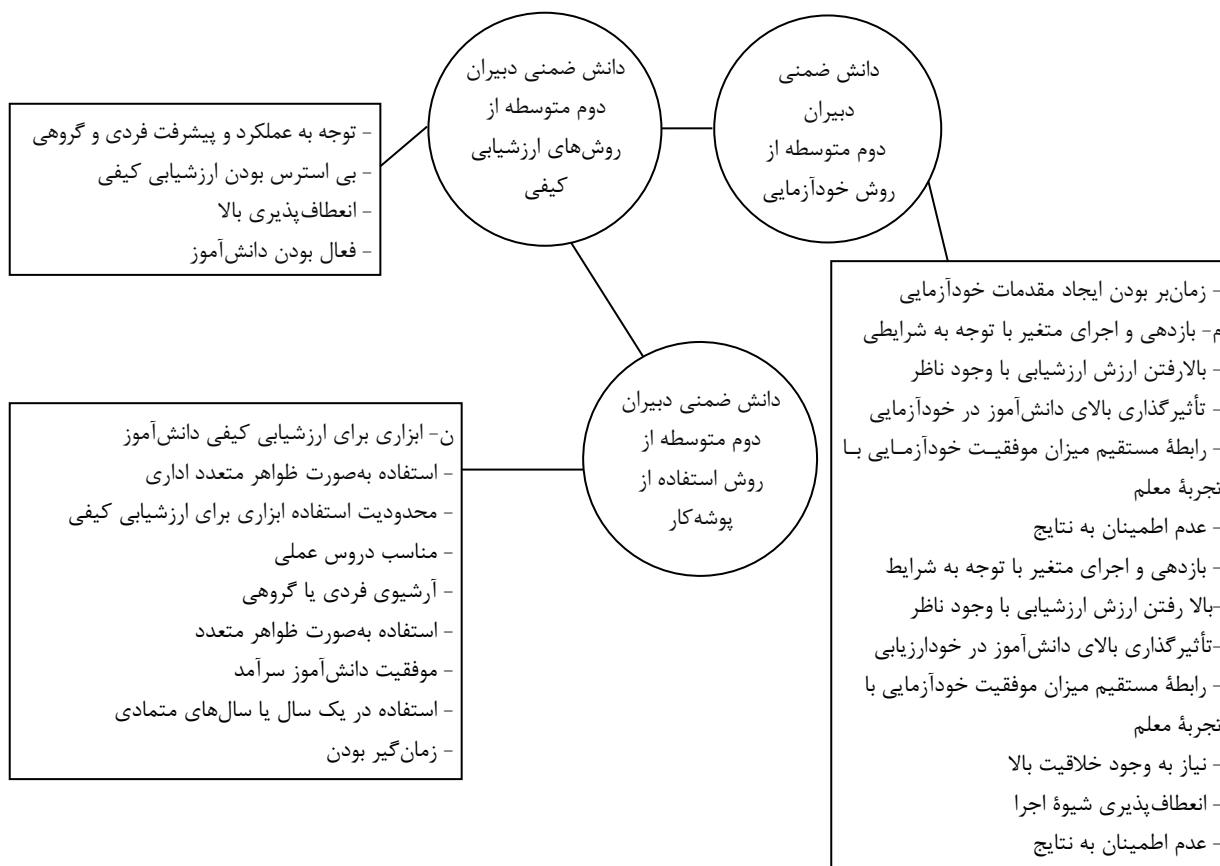 دانش ضمنی
دبیران
دوم متوسطه از
روش خودآزمایی
دانش ضمنی دبیران
دوم متوسطه از
روش‌های ارزشیابی
کیفی
- توجه به عملکرد و پیشرفت فردی و گروهی
- بی استرس بودن ارزشیابی کیفی
- انعطاف‌پذیری بالا
- فعال بودن دانش‌آموز
- زمان‌بر بودن ایجاد مقدمات خودآزمایی
م- بازدهی و اجرای متغیر با توجه به شرایطی
- بالارفتن ارزش ارزشیابی با وجود ناظر
- تأثیرگذاری بالای دانش‌آموز در خودآزمایی
- رابطۀ مستقیم میزان موفقیت خودآزمـایی بـا
تجربۀ معلم
- عدم اطمینان به نتایج
- بازدهی و اجرای متغیر با توجه به شرایط
-بالا رفتن ارزش ارزشیابی با وجود ناظر
-تأثیرگذاری بالای دانش‌آموز در خودارزیابی
- رابطۀ مستقیم میزان موفقیت خودآزمایی با
تجربۀ معلم
- نیاز به وجود خلاقیت بالا
- انعطاف‌پذیری شیوۀ اجرا
- عدم اطمینان به نتایج
دانش ضمنی دبیران
دوم متوسطه از
روش استفاده از
پوشه‌کار
ن- ابزاری برای ارزشیابی کیفی دانش‌آموز
- استفاده به‌صورت ظواهر متعدد اداری
- محدودیت استفاده ابزاری برای ارزشیابی کیفی
- مناسب دروس عملی
- آرشیوی فردی یا گروهی
- استفاده به‌صورت ظواهر متعدد
- موفقیت دانش‌آموز سرآمد
- استفاده در یک سال یا سال‌های متمادی
- زمان‌گیر بودن